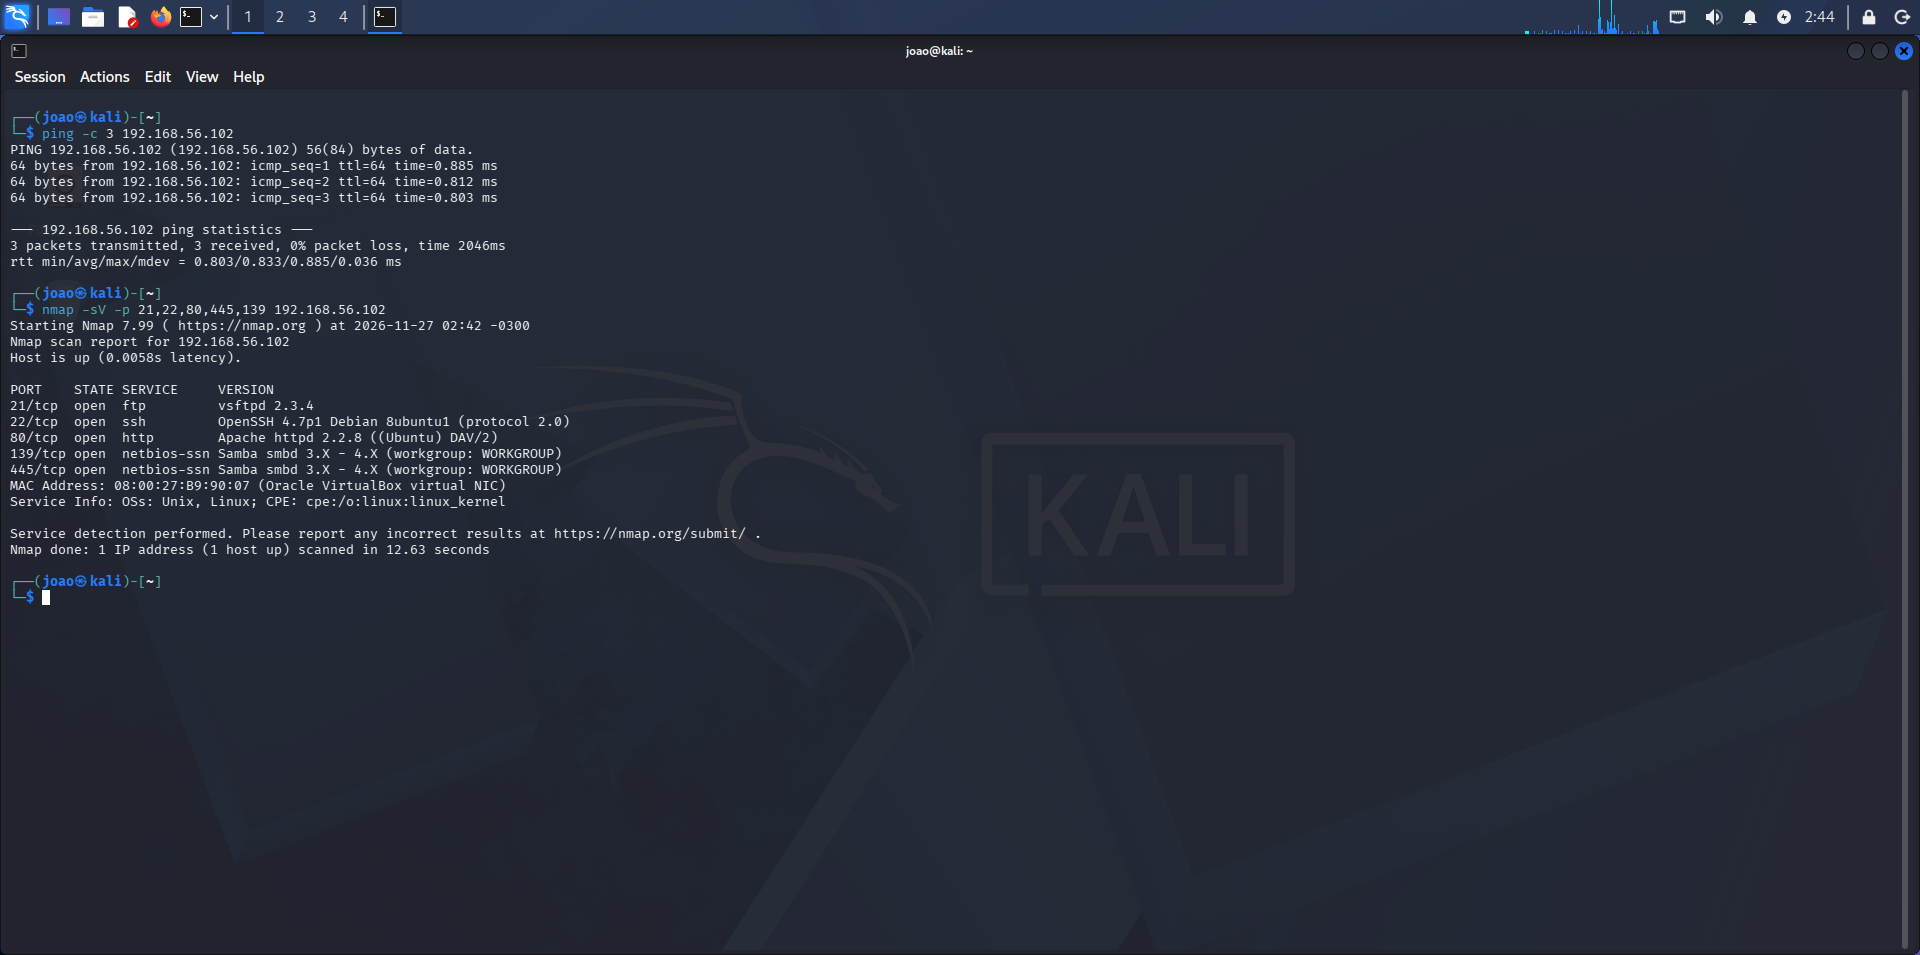 1 2 3 4 2:44
joao@kali: ~
Session Actions Edit View Help
┌──(joao㉿kali)-[~]
└─$ ping -c 3 192.168.56.102
PING 192.168.56.102 (192.168.56.102) 56(84) bytes of data.
64 bytes from 192.168.56.102: icmp_seq=1 ttl=64 time=0.885 ms
64 bytes from 192.168.56.102: icmp_seq=2 ttl=64 time=0.812 ms
64 bytes from 192.168.56.102: icmp_seq=3 ttl=64 time=0.803 ms
--- 192.168.56.102 ping statistics ---
3 packets transmitted, 3 received, 0% packet loss, time 2046ms
rtt min/avg/max/mdev = 0.803/0.833/0.885/0.036 ms
┌──(joao㉿kali)-[~]
└─$ nmap -sV -p 21,22,80,445,139 192.168.56.102
Starting Nmap 7.99 ( https://nmap.org ) at 2026-11-27 02:42 -0300
Nmap scan report for 192.168.56.102
Host is up (0.0058s latency).
PORT    STATE SERVICE     VERSION
21/tcp  open  ftp         vsftpd 2.3.4
22/tcp  open  ssh         OpenSSH 4.7p1 Debian 8ubuntu1 (protocol 2.0)
80/tcp  open  http        Apache httpd 2.2.8 ((Ubuntu) DAV/2)
139/tcp open  netbios-ssn Samba smbd 3.X - 4.X (workgroup: WORKGROUP)
445/tcp open  netbios-ssn Samba smbd 3.X - 4.X (workgroup: WORKGROUP)
MAC Address: 08:00:27:B9:90:07 (Oracle VirtualBox virtual NIC)
Service Info: OSs: Unix, Linux; CPE: cpe:/o:linux:linux_kernel
Service detection performed. Please report any incorrect results at https://nmap.org/submit/ .
Nmap done: 1 IP address (1 host up) scanned in 12.63 seconds
┌──(joao㉿kali)-[~]
└─$
KALI